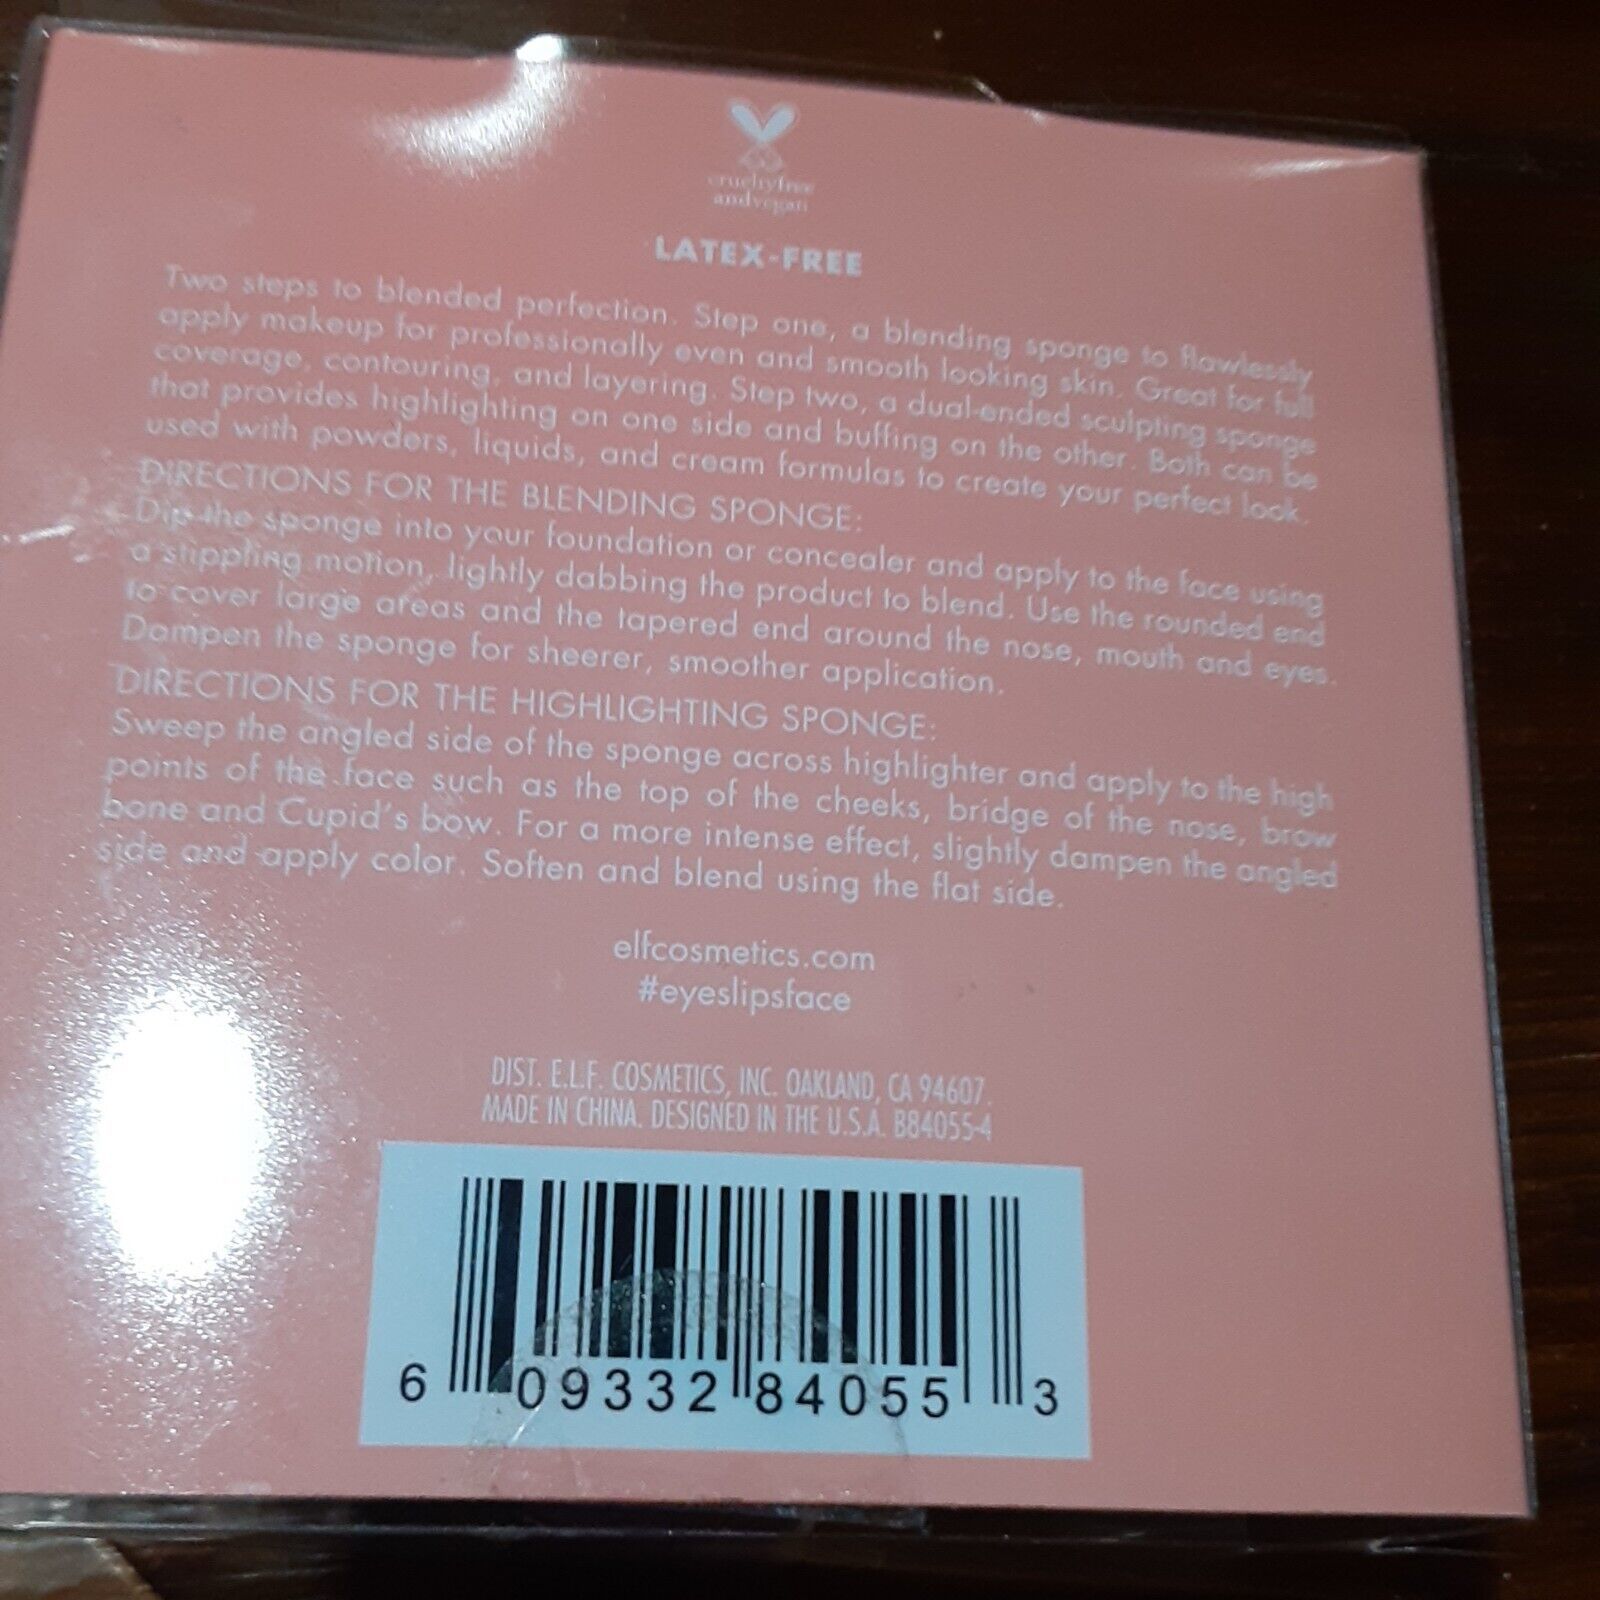 crueltyfree
andvegan
LATEX-FREE
Two steps to blended perfection. Step one, a blending sponge to flawlessly
apply makeup for professionally even and smooth looking skin. Great for full
coverage, contouring, and layering. Step two, a dual-ended sculpting sponge
that provides highlighting on one side and buffing on the other. Both can be
used with powders, liquids, and cream formulas to create your perfect look.
DIRECTIONS FOR THE BLENDING SPONGE:
Dip the sponge into your foundation or concealer and apply to the face using
a stippling motion, lightly dabbing the product to blend. Use the rounded end
to cover large areas and the tapered end around the nose, mouth and eyes.
Dampen the sponge for sheerer, smoother application.
DIRECTIONS FOR THE HIGHLIGHTING SPONGE:
Sweep the angled side of the sponge across highlighter and apply to the high
points of the face such as the top of the cheeks, bridge of the nose, brow
bone and Cupid's bow. For a more intense effect, slightly dampen the angled
side and apply color. Soften and blend using the flat side.
elfcosmetics.com
#eyeslipsface
DIST. E.L.F. COSMETICS, INC. OAKLAND, CA 94607.
MADE IN CHINA. DESIGNED IN THE U.S.A. B84055-4
6 09332 84055 3